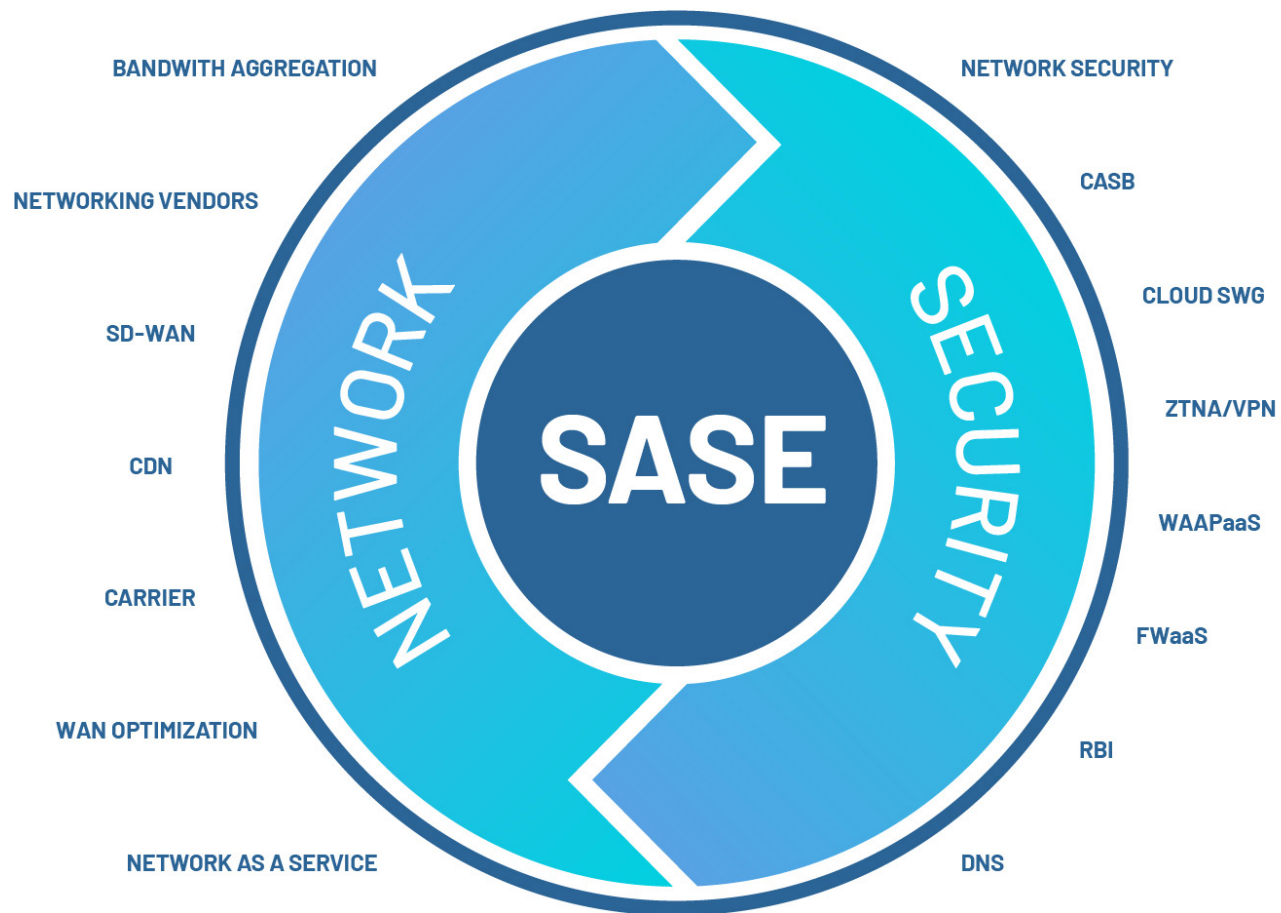 BANDWITH AGGREGATION
NETWORKING VENDORS
SD-WAN
CDN
CARRIER
WAN OPTIMIZATION
NETWORK AS A SERVICE
NETWORK
SASE
SECURITY
NETWORK SECURITY
CASB
CLOUD SWG
ZTNA/VPN
WAAPaaS
FWaaS
RBI
DNS